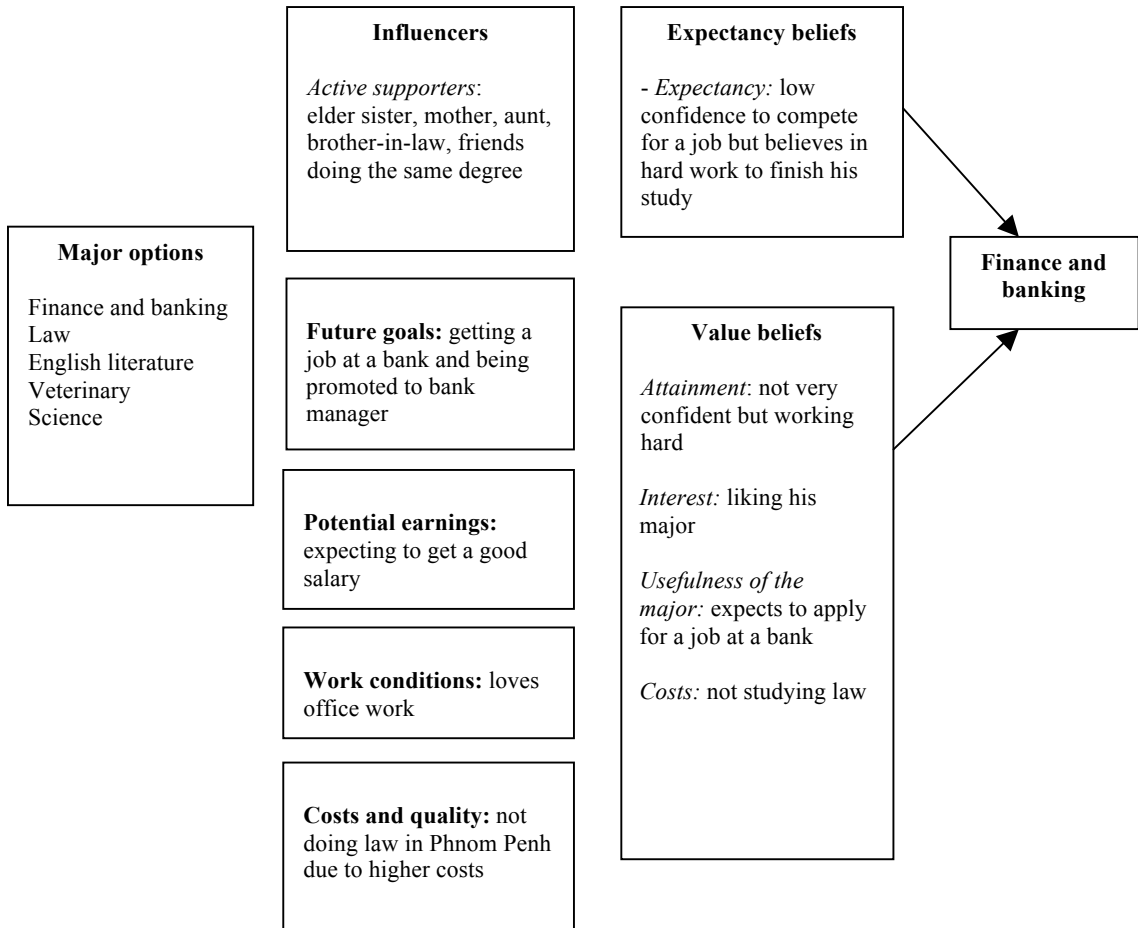 Major options
Finance and banking
Law
English literature
Veterinary
Science
Influencers
Active supporters:
elder sister, mother, aunt,
brother-in-law, friends
doing the same degree
Future goals: getting a
job at a bank and being
promoted to bank
manager
Potential earnings:
expecting to get a good
salary
Work conditions: loves
office work
Costs and quality: not
doing law in Phnom Penh
due to higher costs
Expectancy beliefs
- Expectancy: low
confidence to compete
for a job but believes in
hard work to finish his
study
Value beliefs
Attainment: not very
confident but working
hard
Interest: liking his
major
Usefulness of the
major: expects to apply
for a job at a bank
Costs: not studying law
Finance and
banking